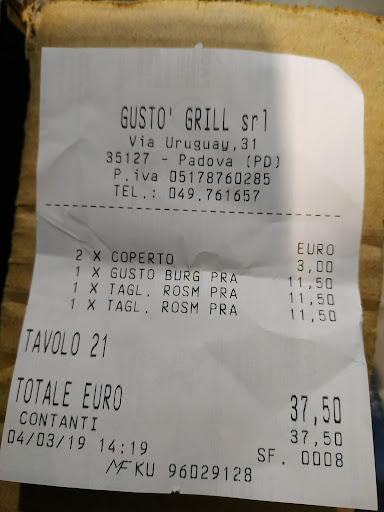 GUSTO' GRILL srl
Via Uruguay,31
35127 - Padova (PD)
P.iva 05178760285
TEL.: 049.761657
EURO
2 X COPERTO 3,00
1 X GUSTO BURG PRA 11,50
1 X TAGL. ROSM PRA 11,50
1 X TAGL. ROSM PRA 11,50
TAVOLO 21
TOTALE EURO 37,50
CONTANTI 37,50
04/03/19 14:19 SF. 0008
MF KU 96029128